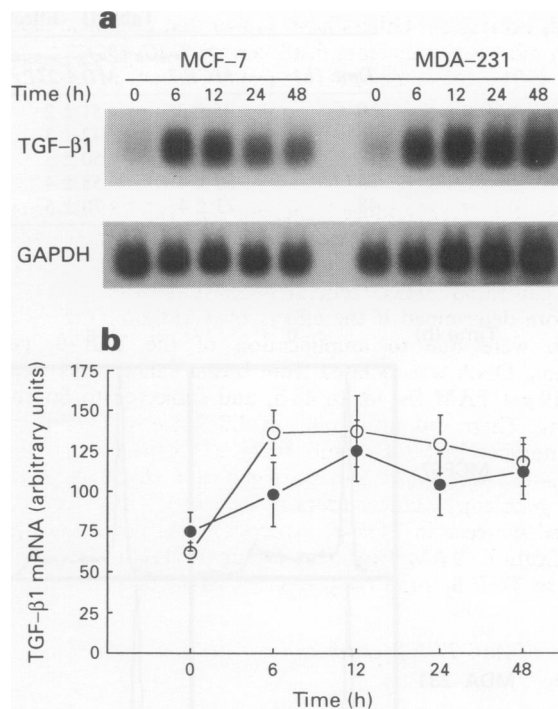 a
MCF–7 MDA–231
Time (h) 0 6 12 24 48 0 6 12 24 48
TGF–β1
GAPDH
b
TGF–β1 mRNA (arbitrary units)
175
150
125
100
75
50
25
0
0 6 12 24 48
Time (h)